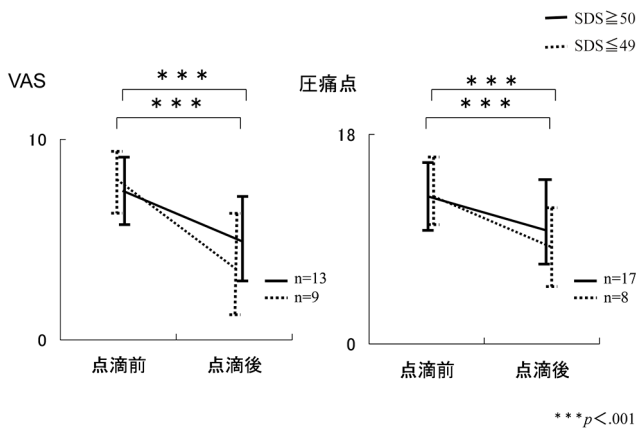 SDS≧50
SDS≦49
VAS
＊＊＊
＊＊＊
10
0
点滴前
点滴後
n=13
n=9
圧痛点
＊＊＊
＊＊＊
18
0
点滴前
点滴後
n=17
n=8
＊＊＊p＜.001